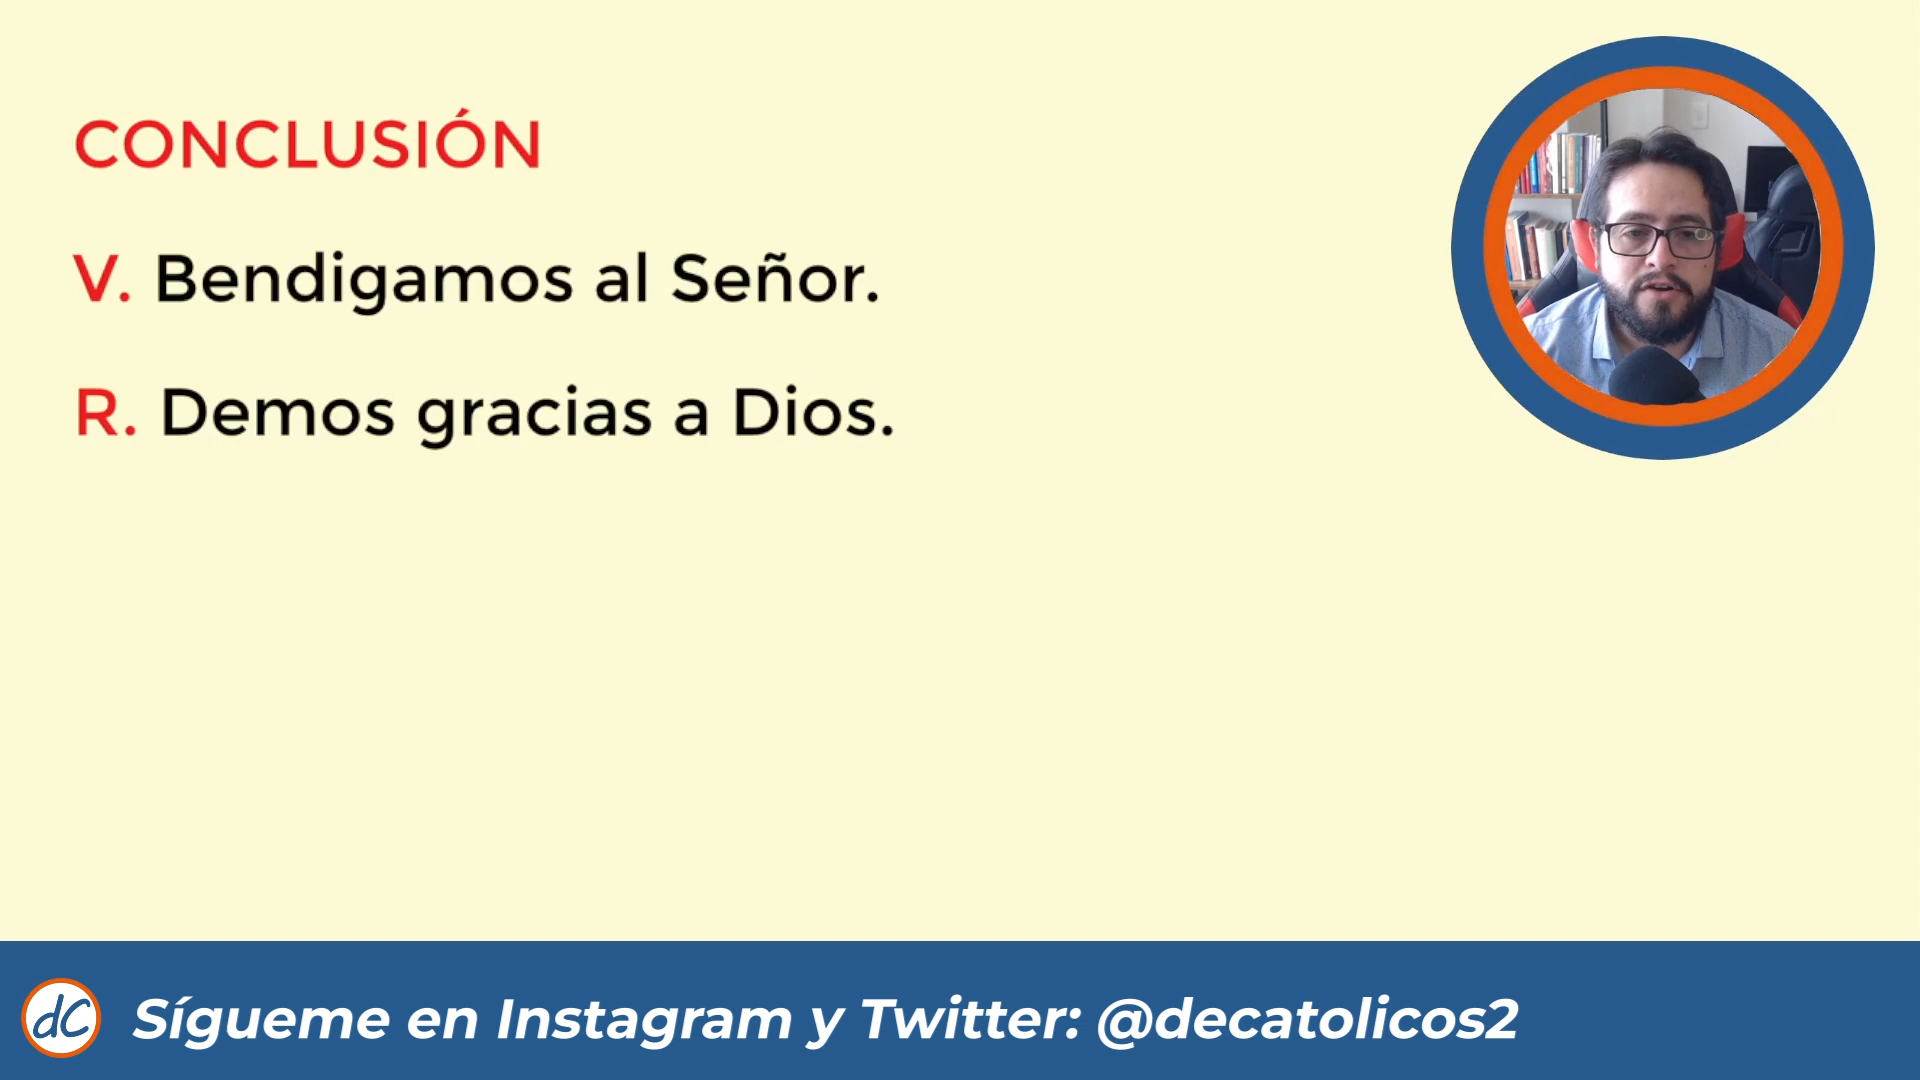 CONCLUSIÓN
V. Bendigamos al Señor.
R. Demos gracias a Dios.
dC Sígueme en Instagram y Twitter: @decatolicos2